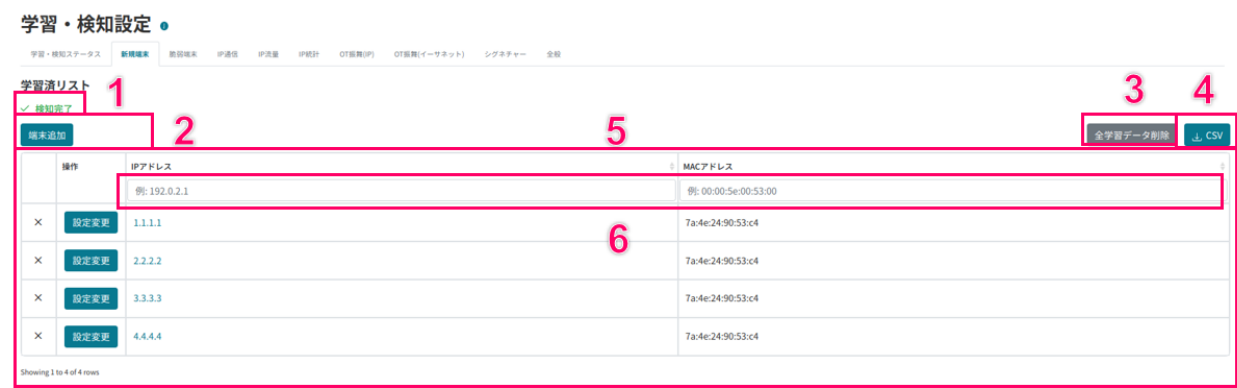 学習・検知設定
学習・検知ステータス 新規端末 脆弱端末 IP通信 IP流量 IP統計 OT振舞(IP) OT振舞(イーサネット) シグネチャー 全般
学習済リスト
1
検知完了
2
3
4
端末追加
5
全学習データ削除 CSV
操作 IPアドレス MACアドレス
例: 192.0.2.1 例: 00:00:5e:00:53:00
× 設定変更 1.1.1.1 7a:4e:24:90:53:c4
6
× 設定変更 2.2.2.2 7a:4e:24:90:53:c4
× 設定変更 3.3.3.3 7a:4e:24:90:53:c4
× 設定変更 4.4.4.4 7a:4e:24:90:53:c4
Showing 1 to 4 of 4 rows